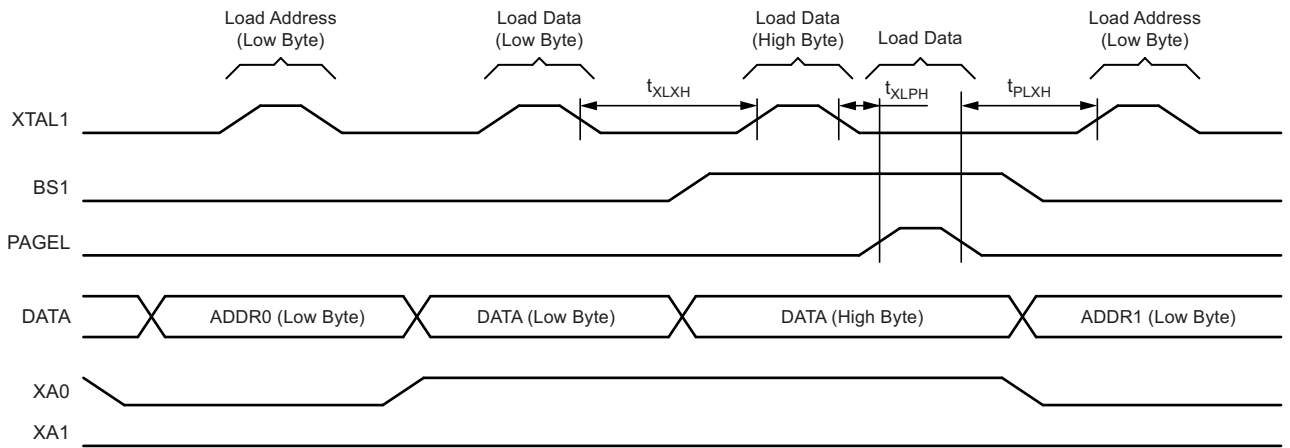 Load Address
(Low Byte)
Load Data
(Low Byte)
Load Data
(High Byte)
Load Data
Load Address
(Low Byte)
tXLXH
tXLPH
tPLXH
XTAL1
BS1
PAGEL
DATA
ADDR0 (Low Byte)
DATA (Low Byte)
DATA (High Byte)
ADDR1 (Low Byte)
XA0
XA1